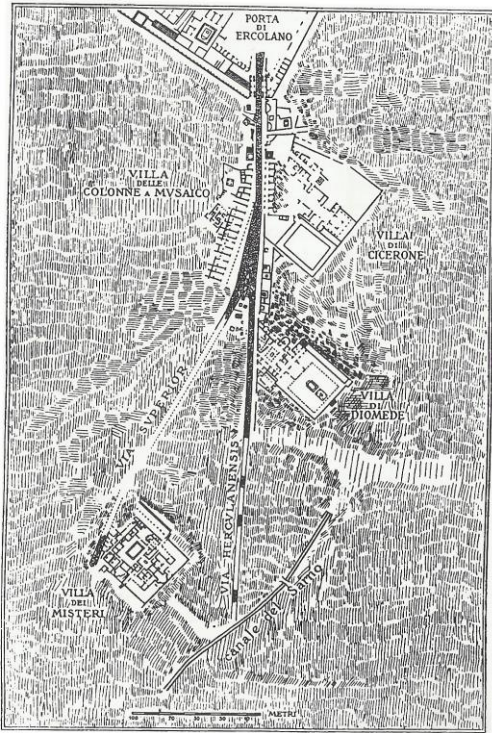 PORTA
DI
ERCOLANO
VILLA
DELLE
COLONNE A MVSAICO
VILLA
DI
CICERONE
VILLA
DI
DIOMEDE
VIA SVPERIOR
VIA HERCVLANENSIS
VILLA
DEI
MISTERI
canale del Sarno
METRI